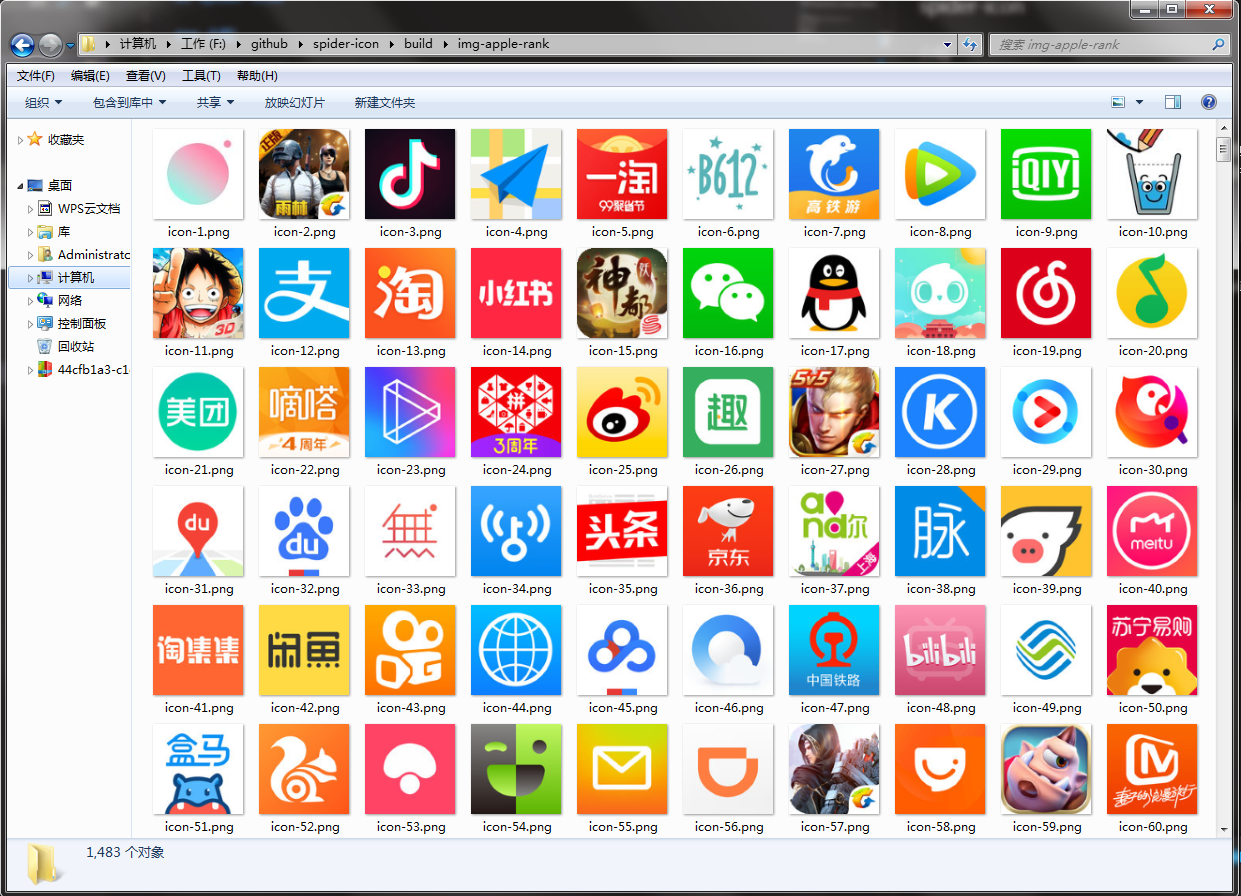 spider-icon
计算机 工作 (F:) github spider-icon build img-apple-rank
搜索 img-apple-rank
文件(F) 编辑(E) 查看(V) 工具(T) 帮助(H)
组织 包含到库中 共享 放映幻灯片 新建文件夹
收藏夹
桌面
WPS云文档
库
Administrato
计算机
网络
控制面板
回收站
44cfb1a3-c1
正版
雨林
一淘
99聚省节
B612
高铁游
QIY
icon-1.png icon-2.png icon-3.png icon-4.png icon-5.png icon-6.png icon-7.png icon-8.png icon-9.png icon-10.png
3D
支
淘
小红书
神都
icon-11.png icon-12.png icon-13.png icon-14.png icon-15.png icon-16.png icon-17.png icon-18.png icon-19.png icon-20.png
美团
嘀嗒
4周年
拼
3周年
趣
5v5
K
icon-21.png icon-22.png icon-23.png icon-24.png icon-25.png icon-26.png icon-27.png icon-28.png icon-29.png icon-30.png
du
du
無
头条
京东
and尔
上海
脉
meitu
icon-31.png icon-32.png icon-33.png icon-34.png icon-35.png icon-36.png icon-37.png icon-38.png icon-39.png icon-40.png
淘集集
闲鱼
中国铁路
bilibili
苏宁易购
icon-41.png icon-42.png icon-43.png icon-44.png icon-45.png icon-46.png icon-47.png icon-48.png icon-49.png icon-50.png
盒马
妻子的浪漫旅行
icon-51.png icon-52.png icon-53.png icon-54.png icon-55.png icon-56.png icon-57.png icon-58.png icon-59.png icon-60.png
1,483 个对象